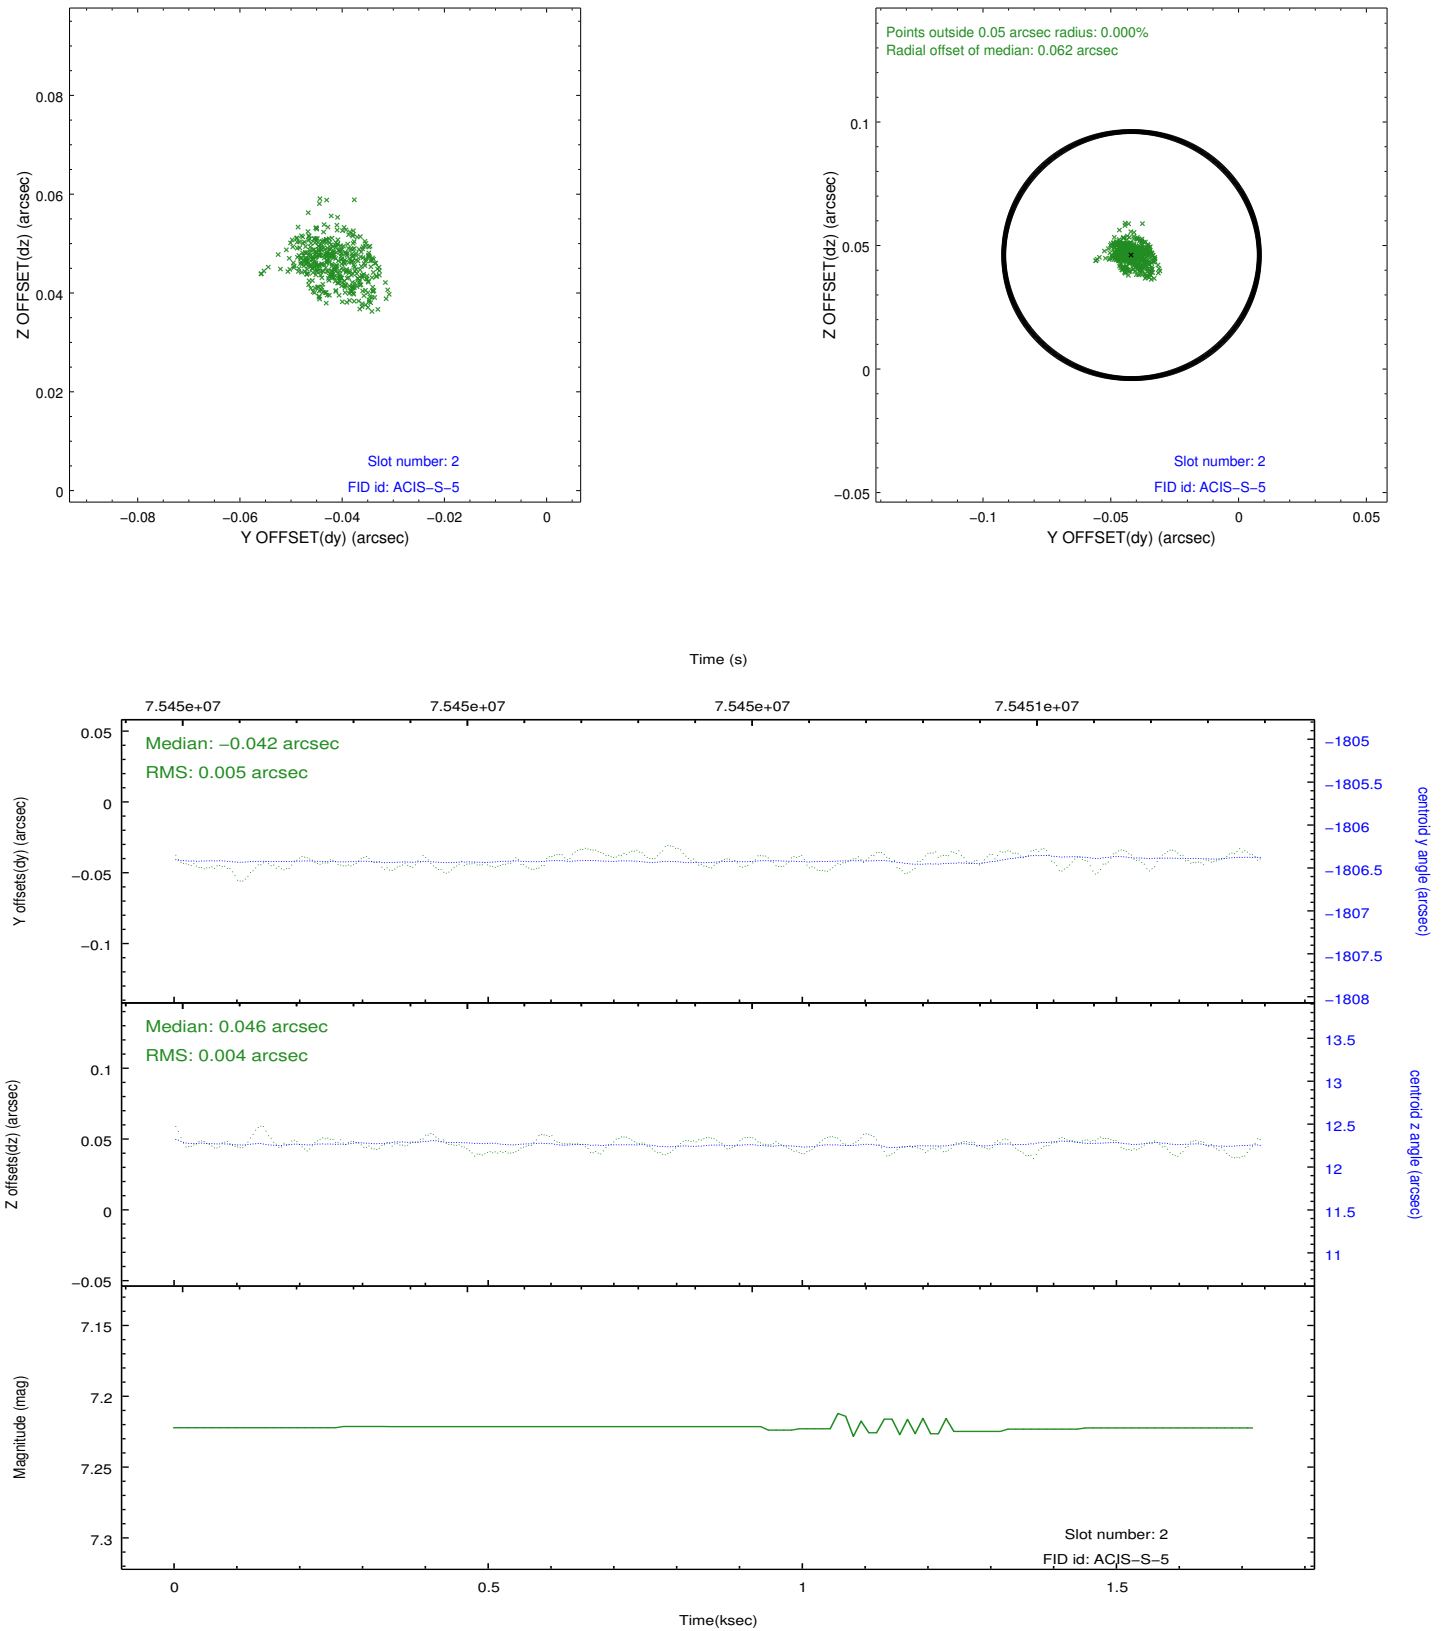 0.08
0.06
0.04
0.02
0
Z OFFSET(dz) (arcsec)
Slot number: 2
FID id: ACIS−S−5
−0.08 −0.06 −0.04 −0.02 0
Y OFFSET(dy) (arcsec)
Points outside 0.05 arcsec radius: 0.000%
Radial offset of median: 0.062 arcsec
0.1
0.05
0
−0.05
Z OFFSET(dz) (arcsec)
Slot number: 2
FID id: ACIS−S−5
−0.1 −0.05 0 0.05
Y OFFSET(dy) (arcsec)
Time (s)
7.545e+07 7.545e+07 7.545e+07 7.5451e+07
Median: −0.042 arcsec
RMS: 0.005 arcsec
0.05
0
−0.05
−0.1
Y offsets(dy) (arcsec)
−1805
−1805.5
−1806
−1806.5
−1807
−1807.5
−1808
centroid y angle (arcsec)
Median: 0.046 arcsec
RMS: 0.004 arcsec
0.1
0.05
0
−0.05
Z offsets(dz) (arcsec)
13.5
13
12.5
12
11.5
11
centroid z angle (arcsec)
7.15
7.2
7.25
7.3
Magnitude (mag)
Slot number: 2
FID id: ACIS−S−5
0 0.5 1 1.5
Time(ksec)